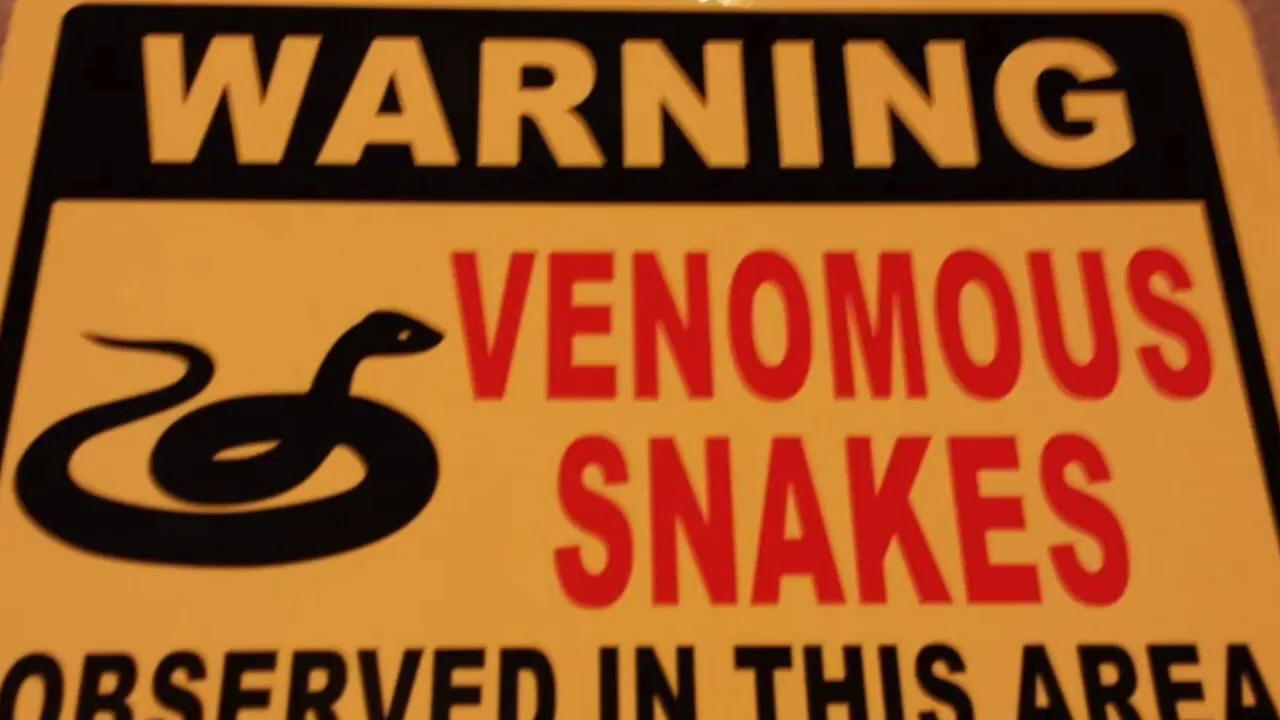 WARNING
VENOMOUS
SNAKES
OBSERVED IN THIS AREA